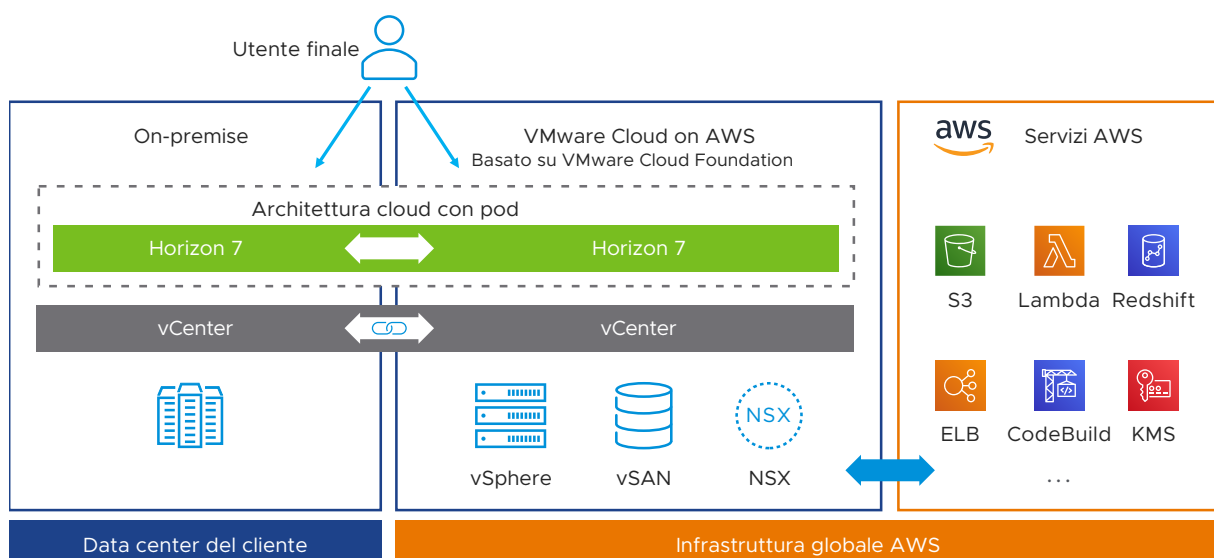 Utente finale
On-premise
VMware Cloud on AWS
Basato su VMware Cloud Foundation
aws
Servizi AWS
Architettura cloud con pod
Horizon 7
Horizon 7
S3
Lambda
Redshift
vCenter
vCenter
NSX
ELB
CodeBuild
KMS
vSphere
vSAN
NSX
...
Data center del cliente
Infrastruttura globale AWS